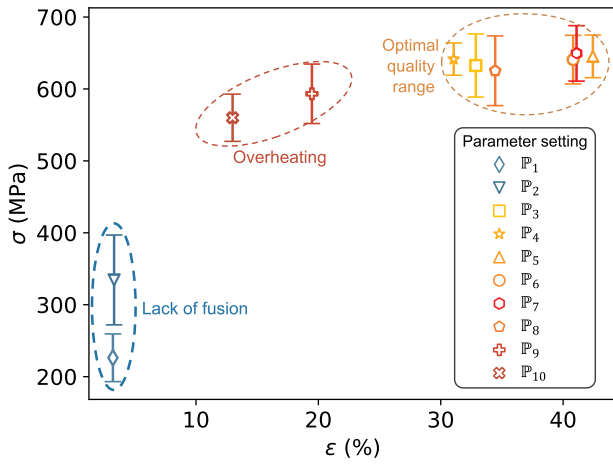 700
600
500
400
300
200
σ (MPa)
10
20
30
40
ε (%)
Optimal
quality
range
Overheating
Lack of fusion
Parameter setting
ℙ₁
ℙ₂
ℙ₃
ℙ₄
ℙ₅
ℙ₆
ℙ₇
ℙ₈
ℙ₉
ℙ₁₀